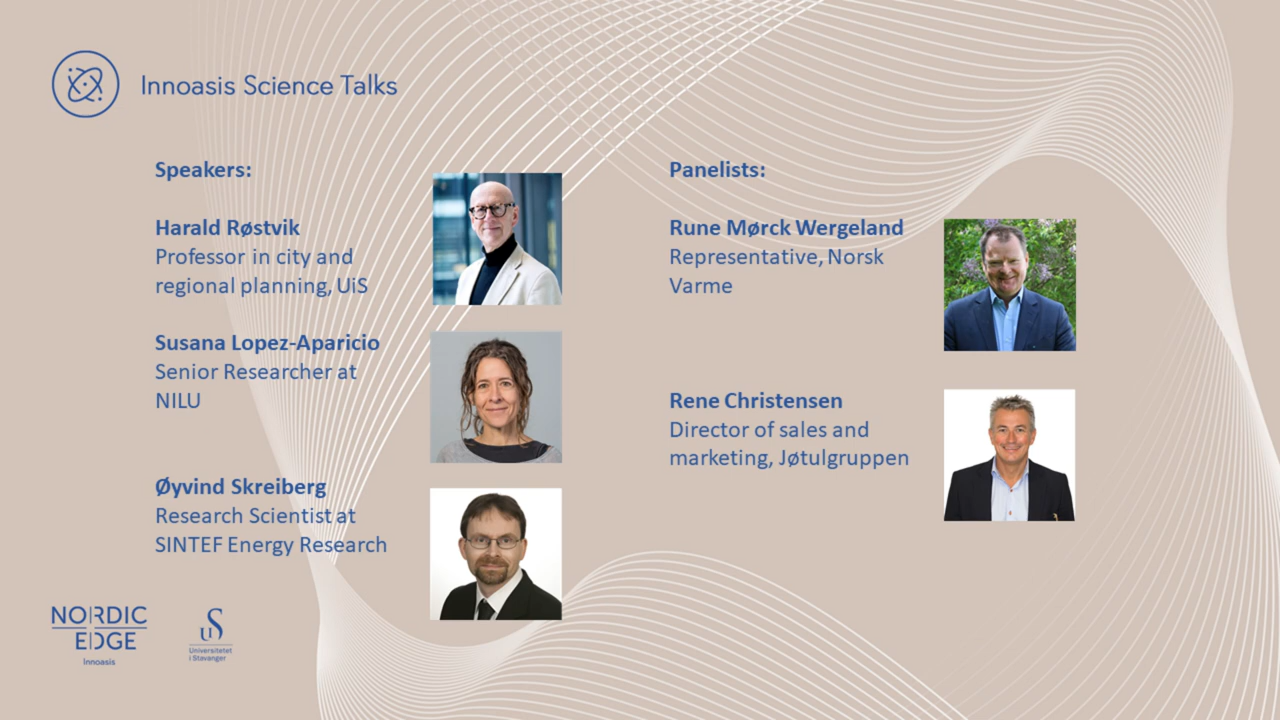 Innoasis Science Talks
Speakers:
Harald Røstvik
Professor in city and
regional planning, UiS
Susana Lopez-Aparicio
Senior Researcher at
NILU
Øyvind Skreiberg
Research Scientist at
SINTEF Energy Research
Panelists:
Rune Mørck Wergeland
Representative, Norsk
Varme
Rene Christensen
Director of sales and
marketing, Jøtulgruppen
NORDIC
EDGE
Innoasis
uS
Universitetet
i Stavanger